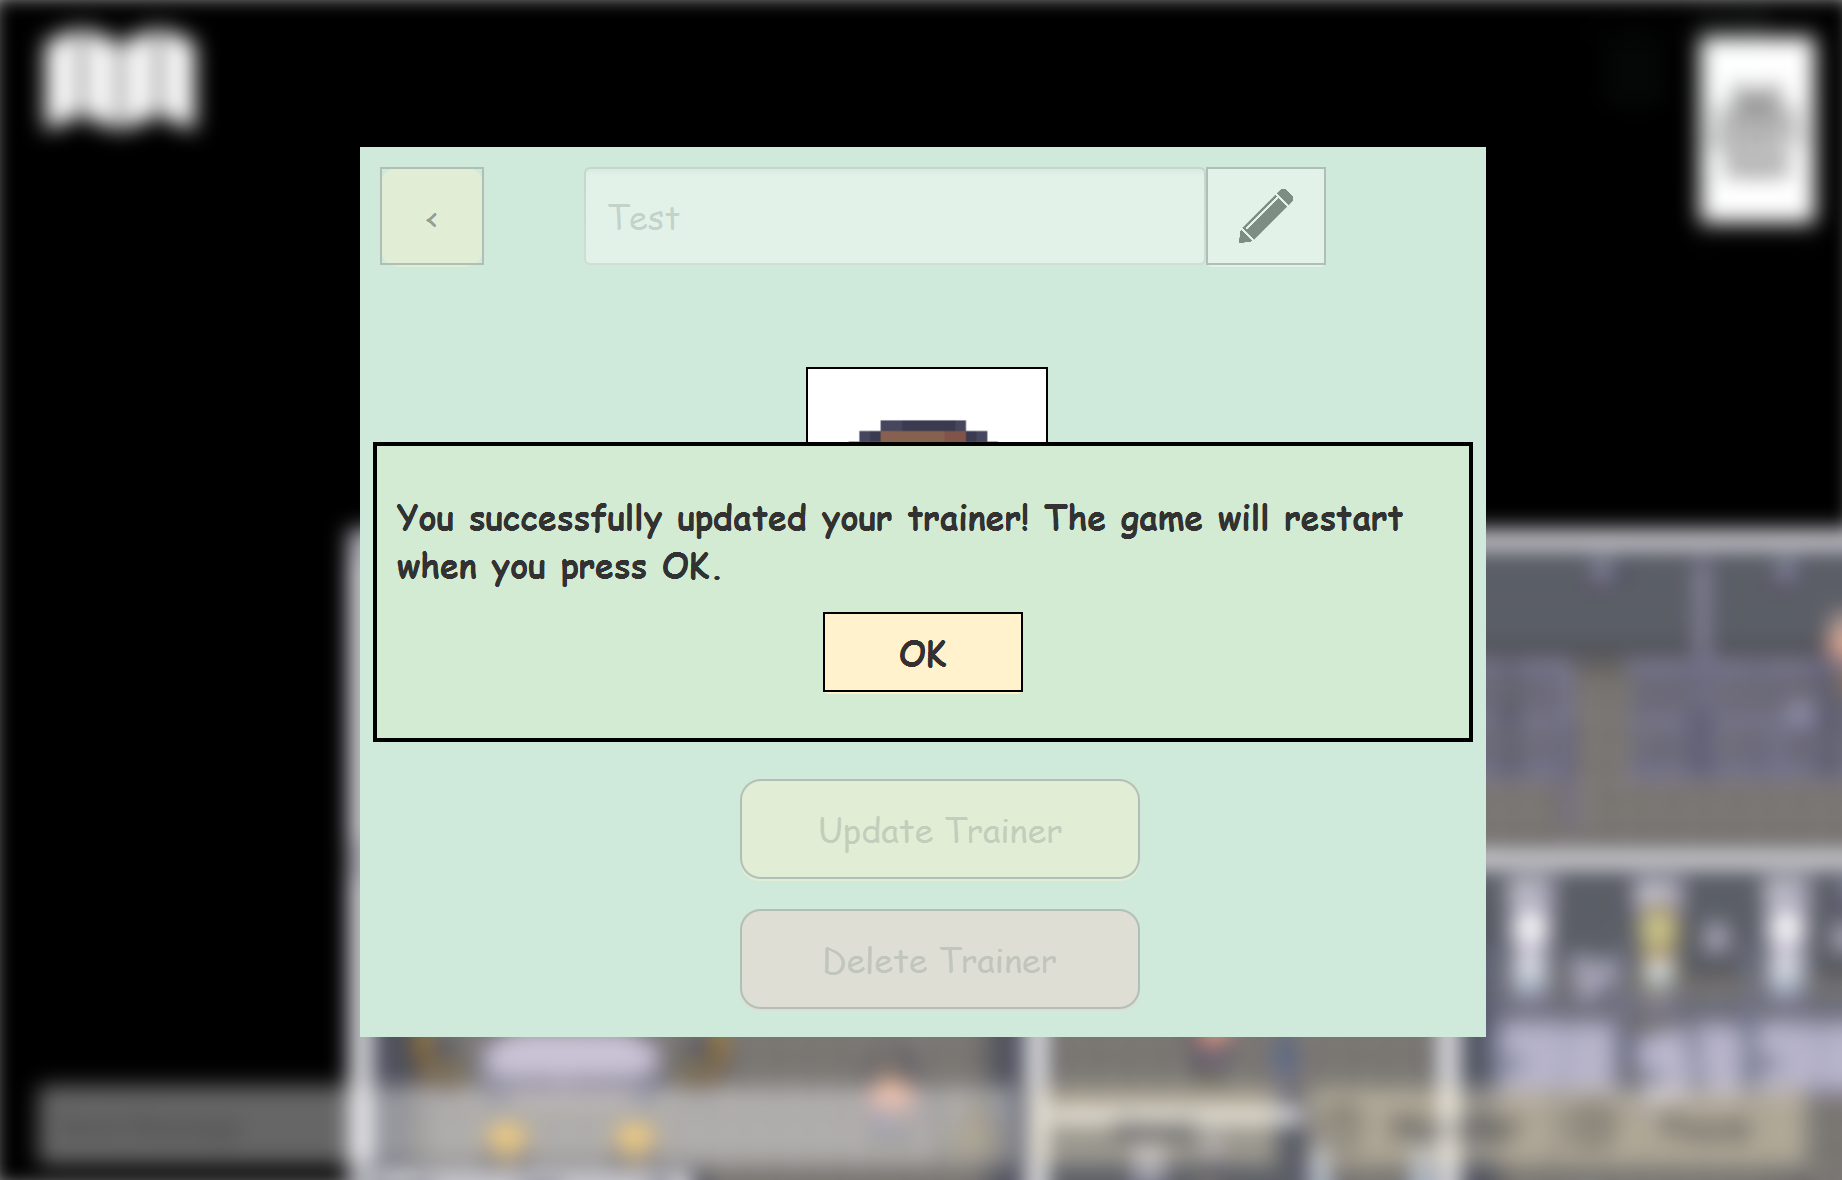 <
Test
You successfully updated your trainer! The game will restart
when you press OK.
OK
Update Trainer
Delete Trainer